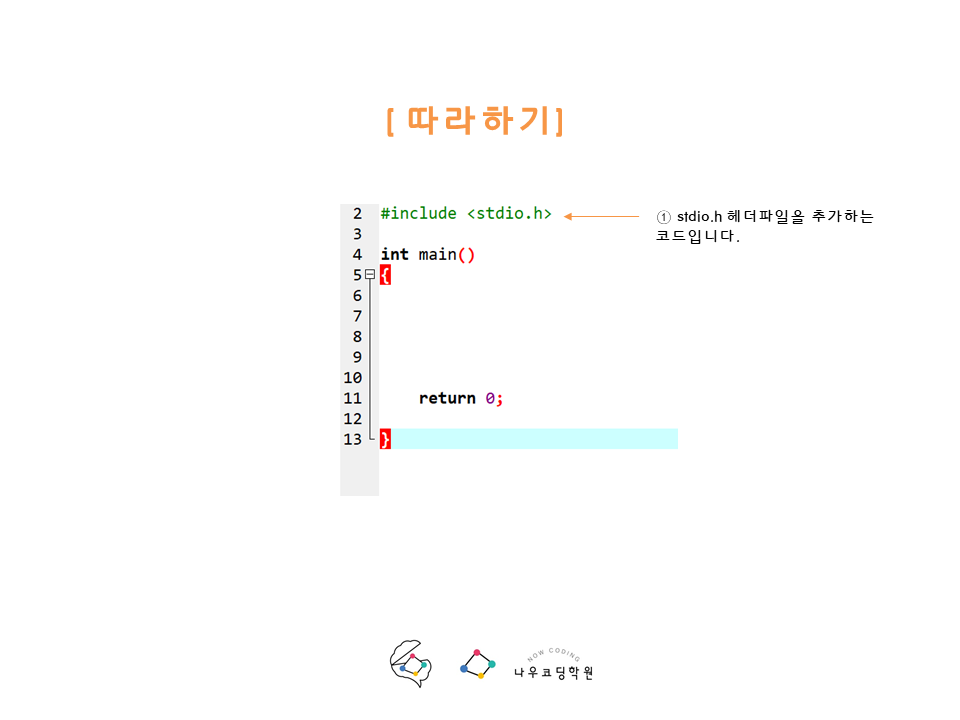 [ 따라하기]
2 #include <stdio.h>
① stdio.h 헤더파일을 추가하는
코드입니다.
3
4 int main()
5 {
6
7
8
9
10
11 return 0;
12
13 }
NOW CODING
나우코딩학원